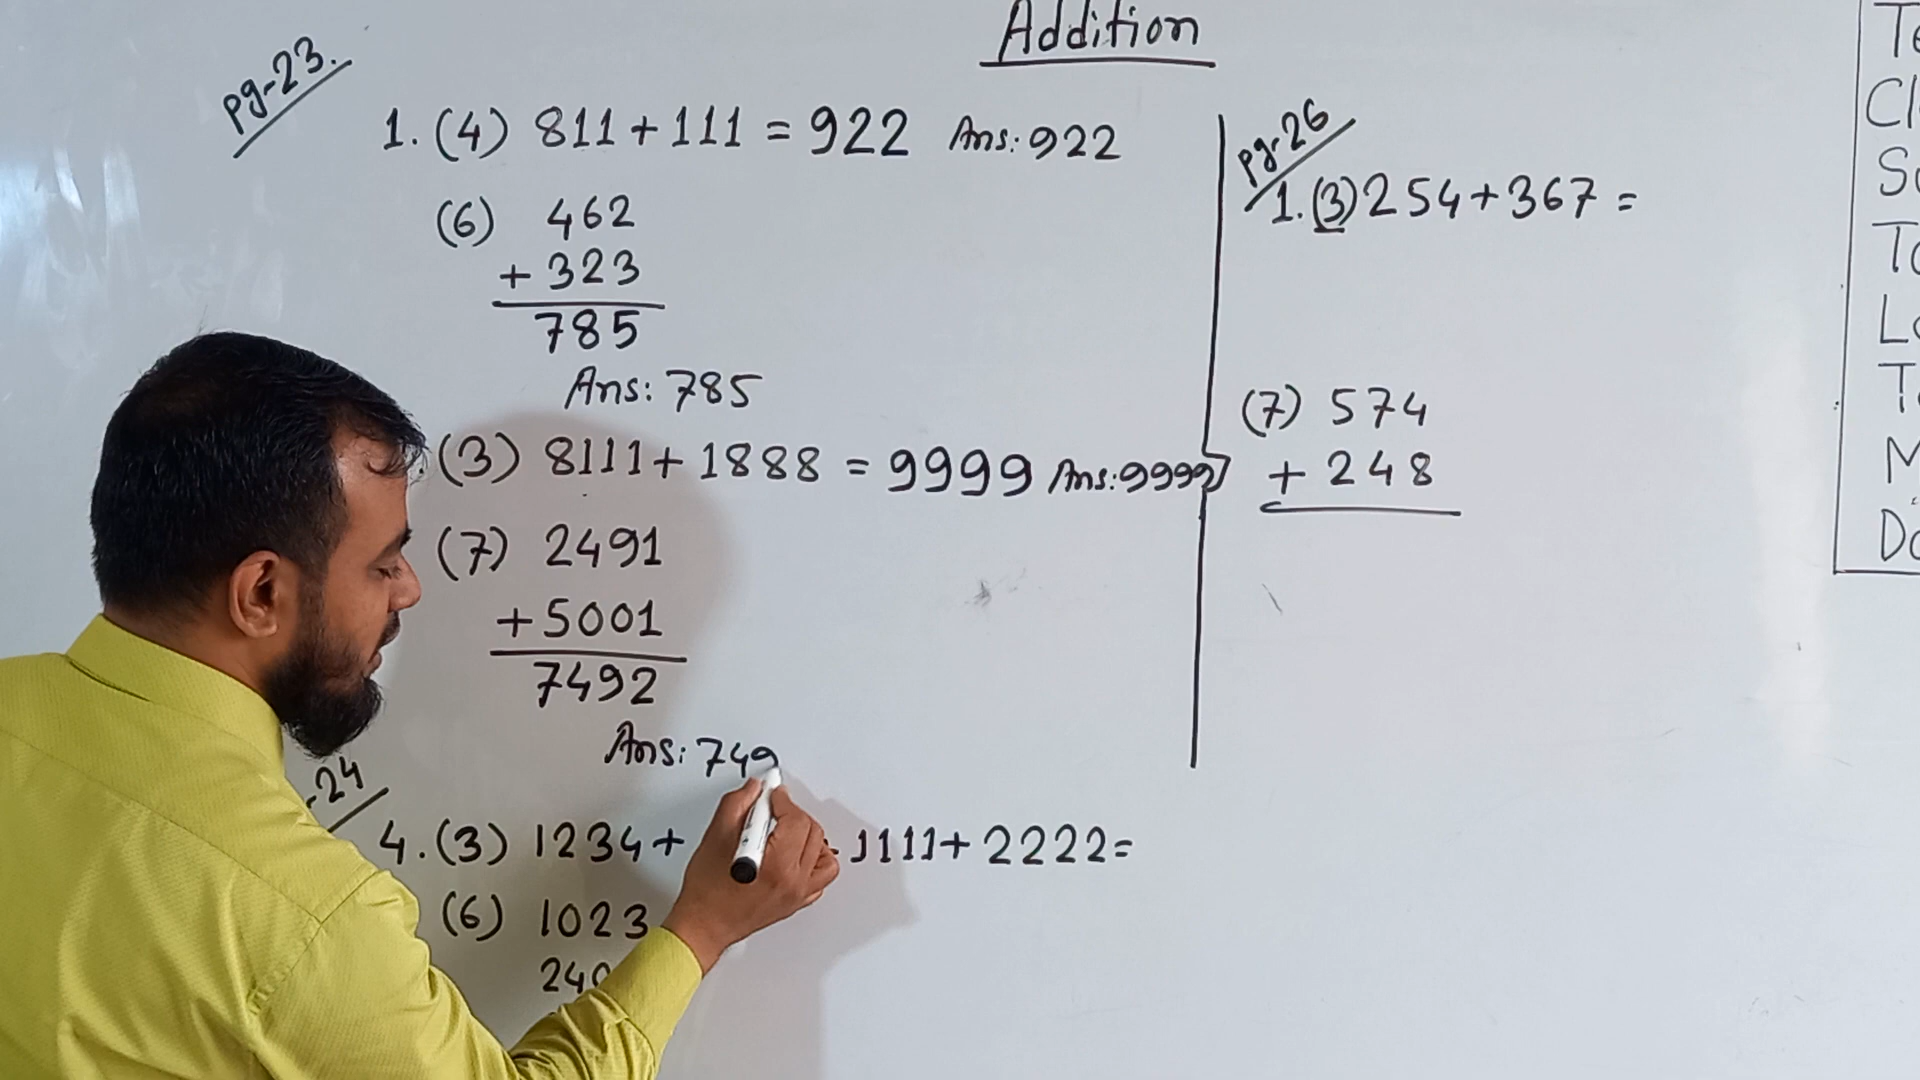 Addition
pg-23.
1. (4) 811 + 111 = 922 Ans: 922
(6) 462
+ 323
785
Ans: 785
(3) 8111 + 1888 = 9999 Ans: 9999
(7) 2491
+ 5001
7492
Ans: 749
-24
4. (3) 1234 + 1111 + 2222 =
(6) 1023
240
pg-26
1. (3) 254 + 367 =
(7) 574
+ 248